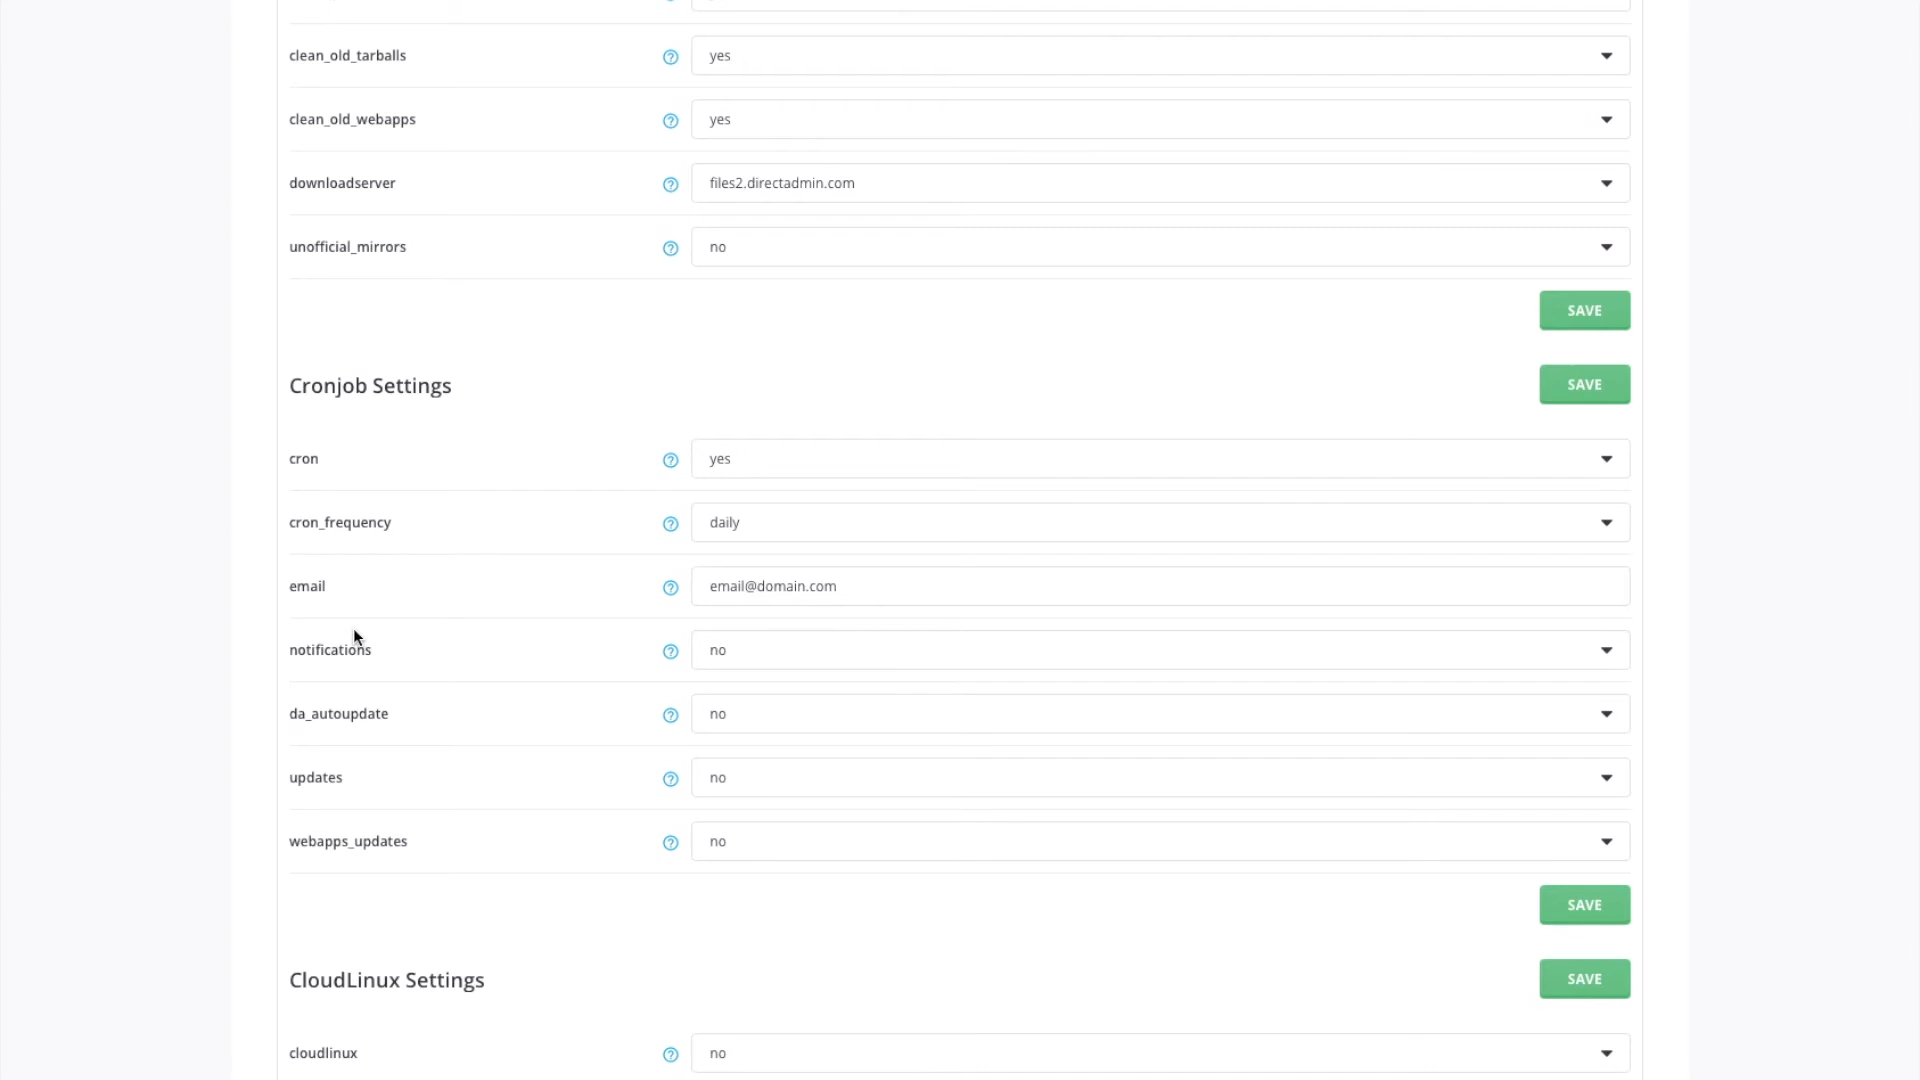 clean_old_tarballs yes
clean_old_webapps yes
downloadserver files2.directadmin.com
unofficial_mirrors no
SAVE
Cronjob Settings SAVE
cron yes
cron_frequency daily
email email@domain.com
notifications no
da_autoupdate no
updates no
webapps_updates no
SAVE
CloudLinux Settings SAVE
cloudlinux no